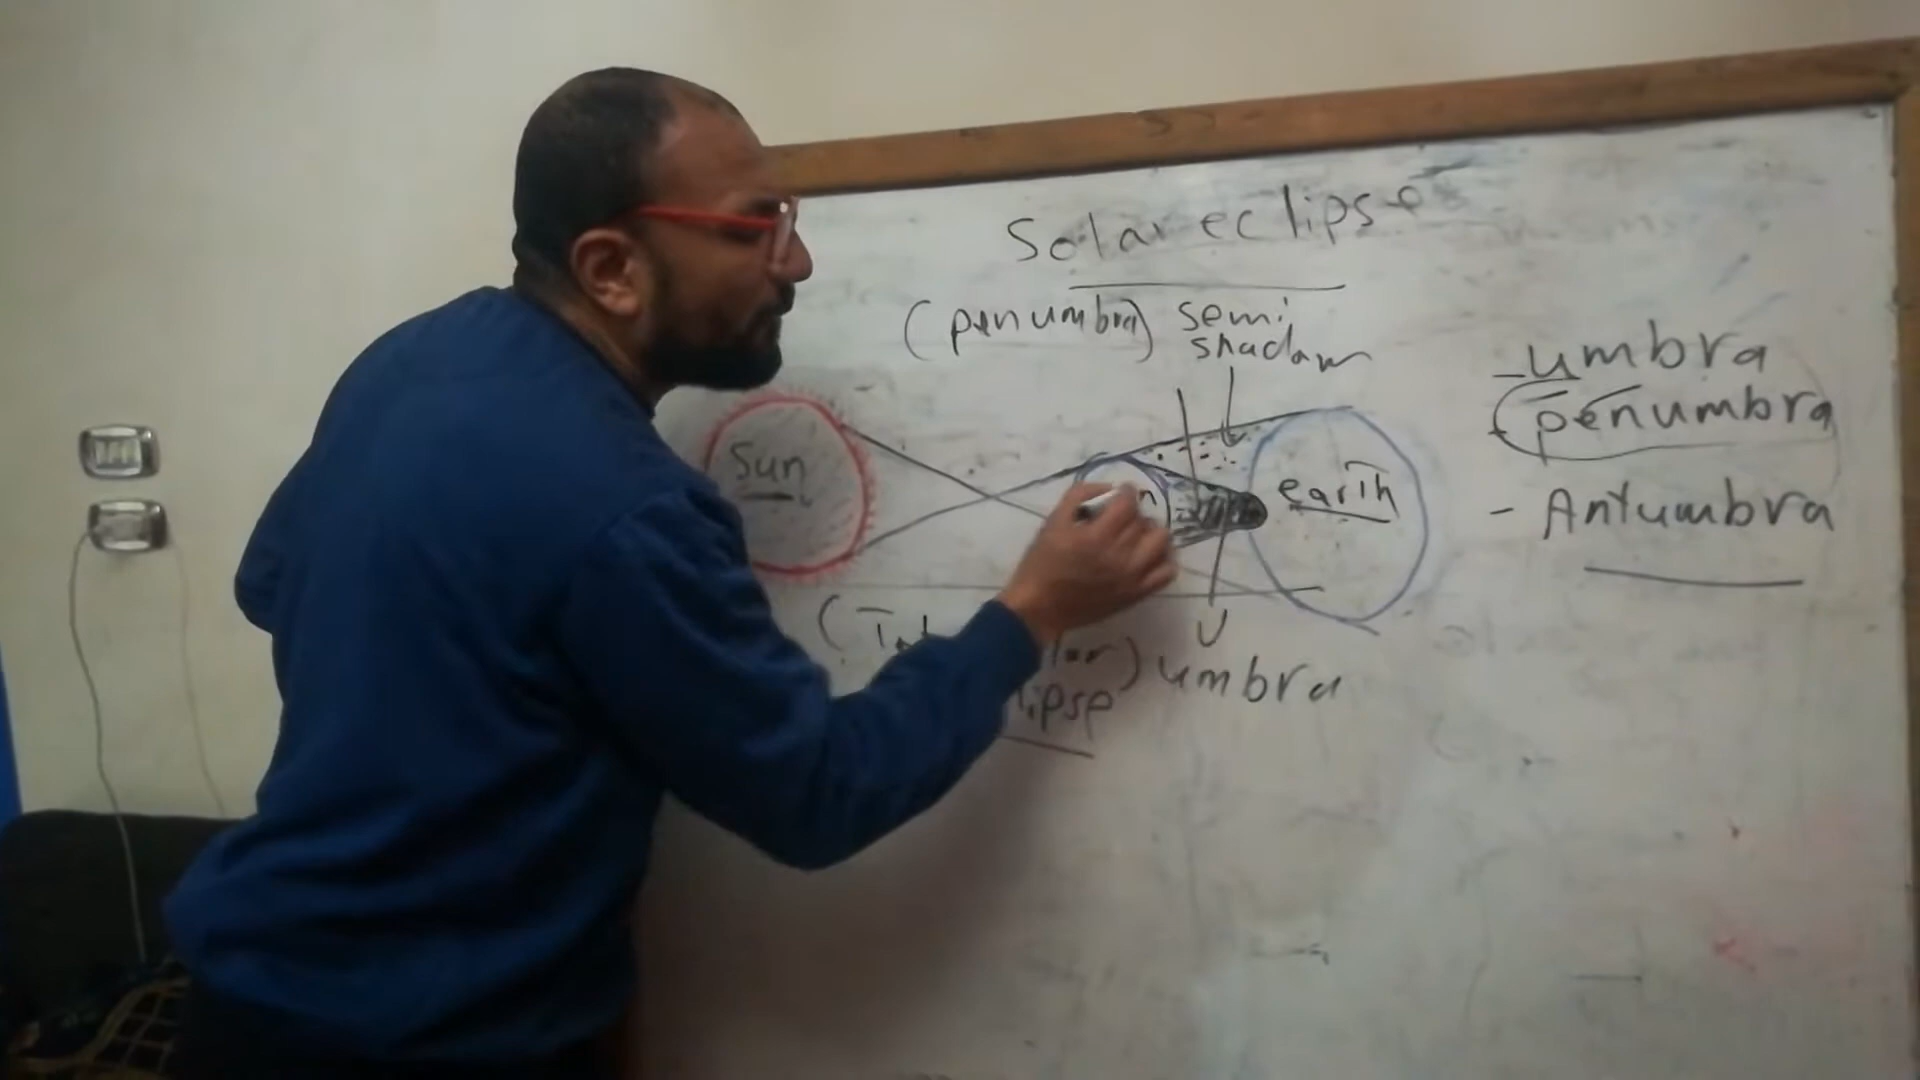 Solar eclipse
(penumbra) semi
shadow
- umbra
- penumbra
- Antumbra
Sun
earth
umbra